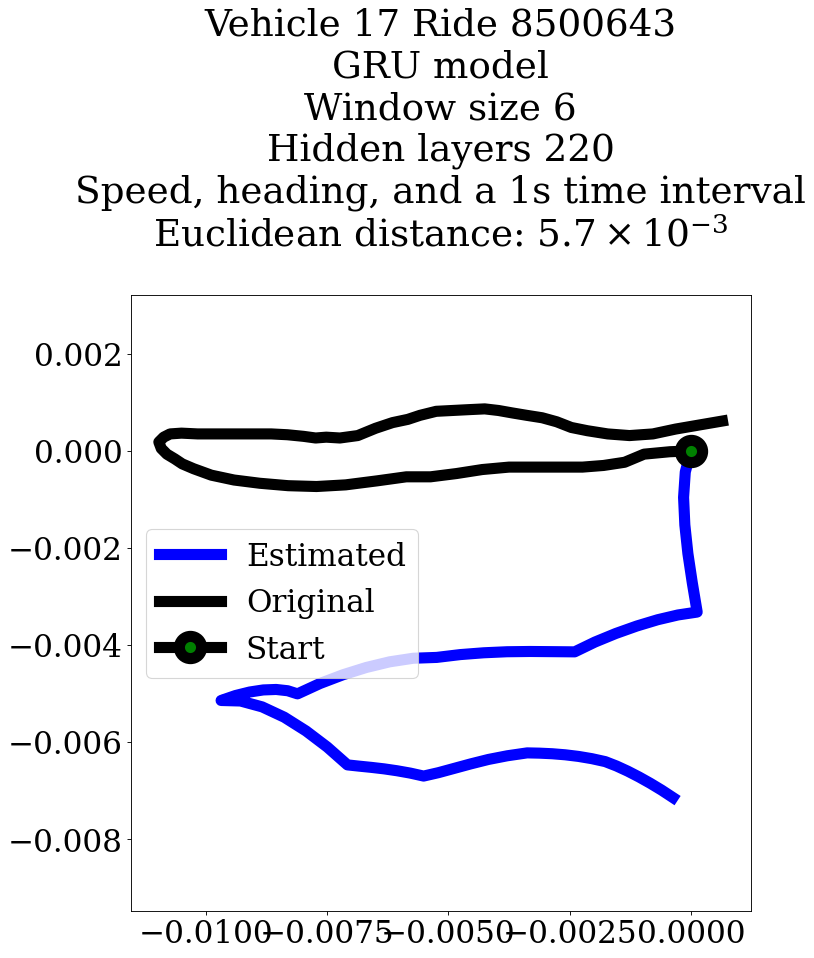 Vehicle 17 Ride 8500643
GRU model
Window size 6
Hidden layers 220
Speed, heading, and a 1s time interval
Euclidean distance: 5.7 × 10⁻³
0.002
0.000
−0.002
−0.004
−0.006
−0.008
Estimated
Original
Start
−0.0100 −0.0075 −0.0050 −0.0025 0.0000